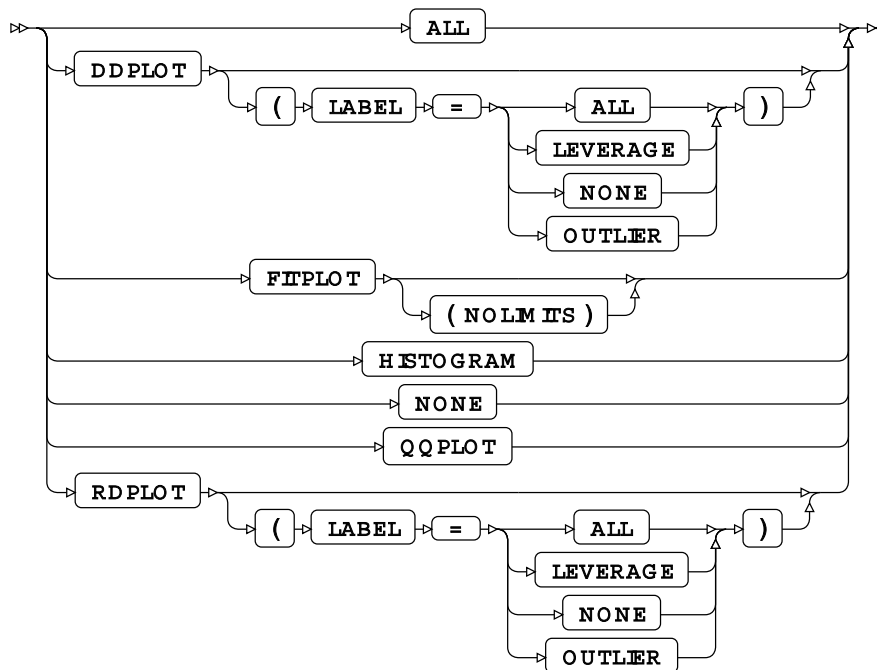 ALL
DDPLOT
( LABEL = ALL )
LEVERAGE
NONE
OUTLIER
FITPLOT
(NOLIMITS)
HISTOGRAM
NONE
QQPLOT
RDPLOT
( LABEL = ALL )
LEVERAGE
NONE
OUTLIER